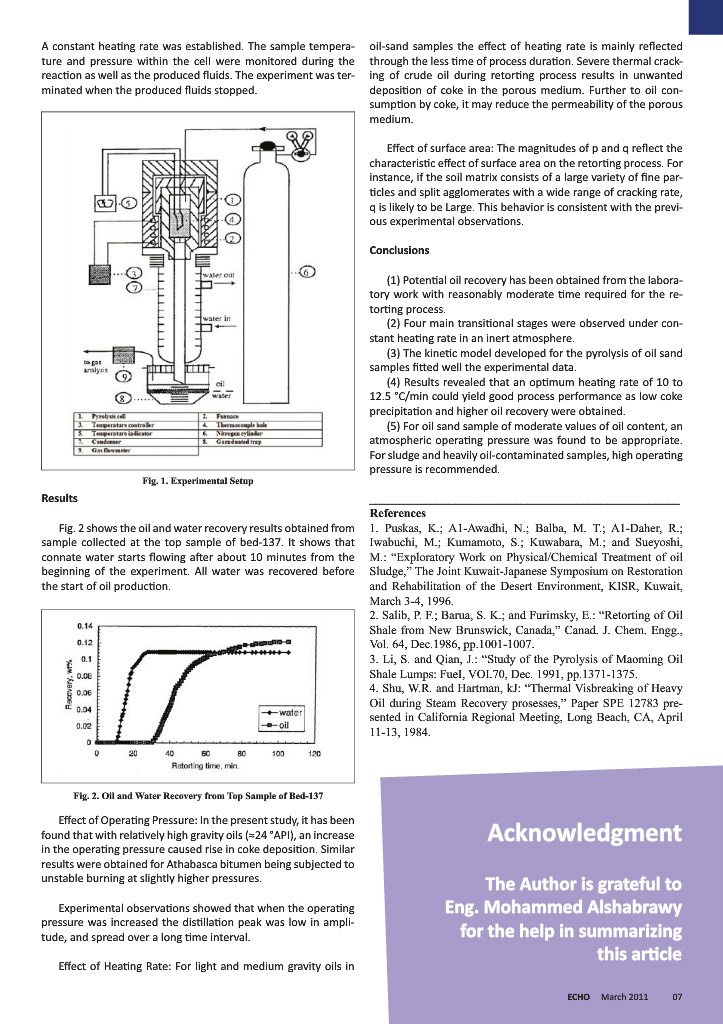 A constant heating rate was established. The sample tempera-
ture and pressure within the cell were monitored during the
reaction as well as the produced fluids. The experiment was ter-
minated when the produced fluids stopped.
1
5
4
2
3
7
water out
6
water in
to gas
analysis
9
oil
water
8
1. Pyrolysis cell 2. Furnace
3. Temperature controller 4. Thermocouple hole
5. Temperature indicator 6. Nitrogen cylinder
7. Condenser 8. Garaduated trap
9. Gas flowmeter
Fig. 1. Experimental Setup
Results
Fig. 2 shows the oil and water recovery results obtained from
sample collected at the top sample of bed-137. It shows that
connate water starts flowing after about 10 minutes from the
beginning of the experiment. All water was recovered before
the start of oil production.
0.14
0.12
0.1
0.08
0.06
0.04
0.02
0
Recovery, wt%
water
oil
0 20 40 60 80 100 120
Retorting time, min.
Fig. 2. Oil and Water Recovery from Top Sample of Bed-137
Effect of Operating Pressure: In the present study, it has been
found that with relatively high gravity oils (≈24 °API), an increase
in the operating pressure caused rise in coke deposition. Similar
results were obtained for Athabasca bitumen being subjected to
unstable burning at slightly higher pressures.
Experimental observations showed that when the operating
pressure was increased the distillation peak was low in ampli-
tude, and spread over a long time interval.
Effect of Heating Rate: For light and medium gravity oils in
oil-sand samples the effect of heating rate is mainly reflected
through the less time of process duration. Severe thermal crack-
ing of crude oil during retorting process results in unwanted
deposition of coke in the porous medium. Further to oil con-
sumption by coke, it may reduce the permeability of the porous
medium.
Effect of surface area: The magnitudes of p and q reflect the
characteristic effect of surface area on the retorting process. For
instance, if the soil matrix consists of a large variety of fine par-
ticles and split agglomerates with a wide range of cracking rate,
q is likely to be Large. This behavior is consistent with the previ-
ous experimental observations.
Conclusions
(1) Potential oil recovery has been obtained from the labora-
tory work with reasonably moderate time required for the re-
torting process.
(2) Four main transitional stages were observed under con-
stant heating rate in an inert atmosphere.
(3) The kinetic model developed for the pyrolysis of oil sand
samples fitted well the experimental data.
(4) Results revealed that an optimum heating rate of 10 to
12.5 °C/min could yield good process performance as low coke
precipitation and higher oil recovery were obtained.
(5) For oil sand sample of moderate values of oil content, an
atmospheric operating pressure was found to be appropriate.
For sludge and heavily oil-contaminated samples, high operating
pressure is recommended.
References
1. Puskas, K.; A1-Awadhi, N.; Balba, M. T.; A1-Daher, R.;
Iwabuchi, M.; Kumamoto, S.; Kuwabara, M.; and Sueyoshi,
M.: “Exploratory Work on Physical/Chemical Treatment of oil
Sludge,” The Joint Kuwait-Japanese Symposium on Restoration
and Rehabilitation of the Desert Environment, KISR, Kuwait,
March 3-4, 1996.
2. Salib, P. F.; Barua, S. K.; and Furimsky, E.: “Retorting of Oil
Shale from New Brunswick, Canada,” Canad. J. Chem. Engg.,
Vol. 64, Dec.1986, pp.1001-1007.
3. Li, S. and Qian, J.: “Study of the Pyrolysis of Maoming Oil
Shale Lumps: FueI, VOI.70, Dec. 1991, pp.1371-1375.
4. Shu, W.R. and Hartman, kJ: “Thermal Visbreaking of Heavy
Oil during Steam Recovery prosesses,” Paper SPE 12783 pre-
sented in California Regional Meeting, Long Beach, CA, April
11-13, 1984.
Acknowledgment
The Author is grateful to
Eng. Mohammed Alshabrawy
for the help in summarizing
this article
ECHO March 2011 07